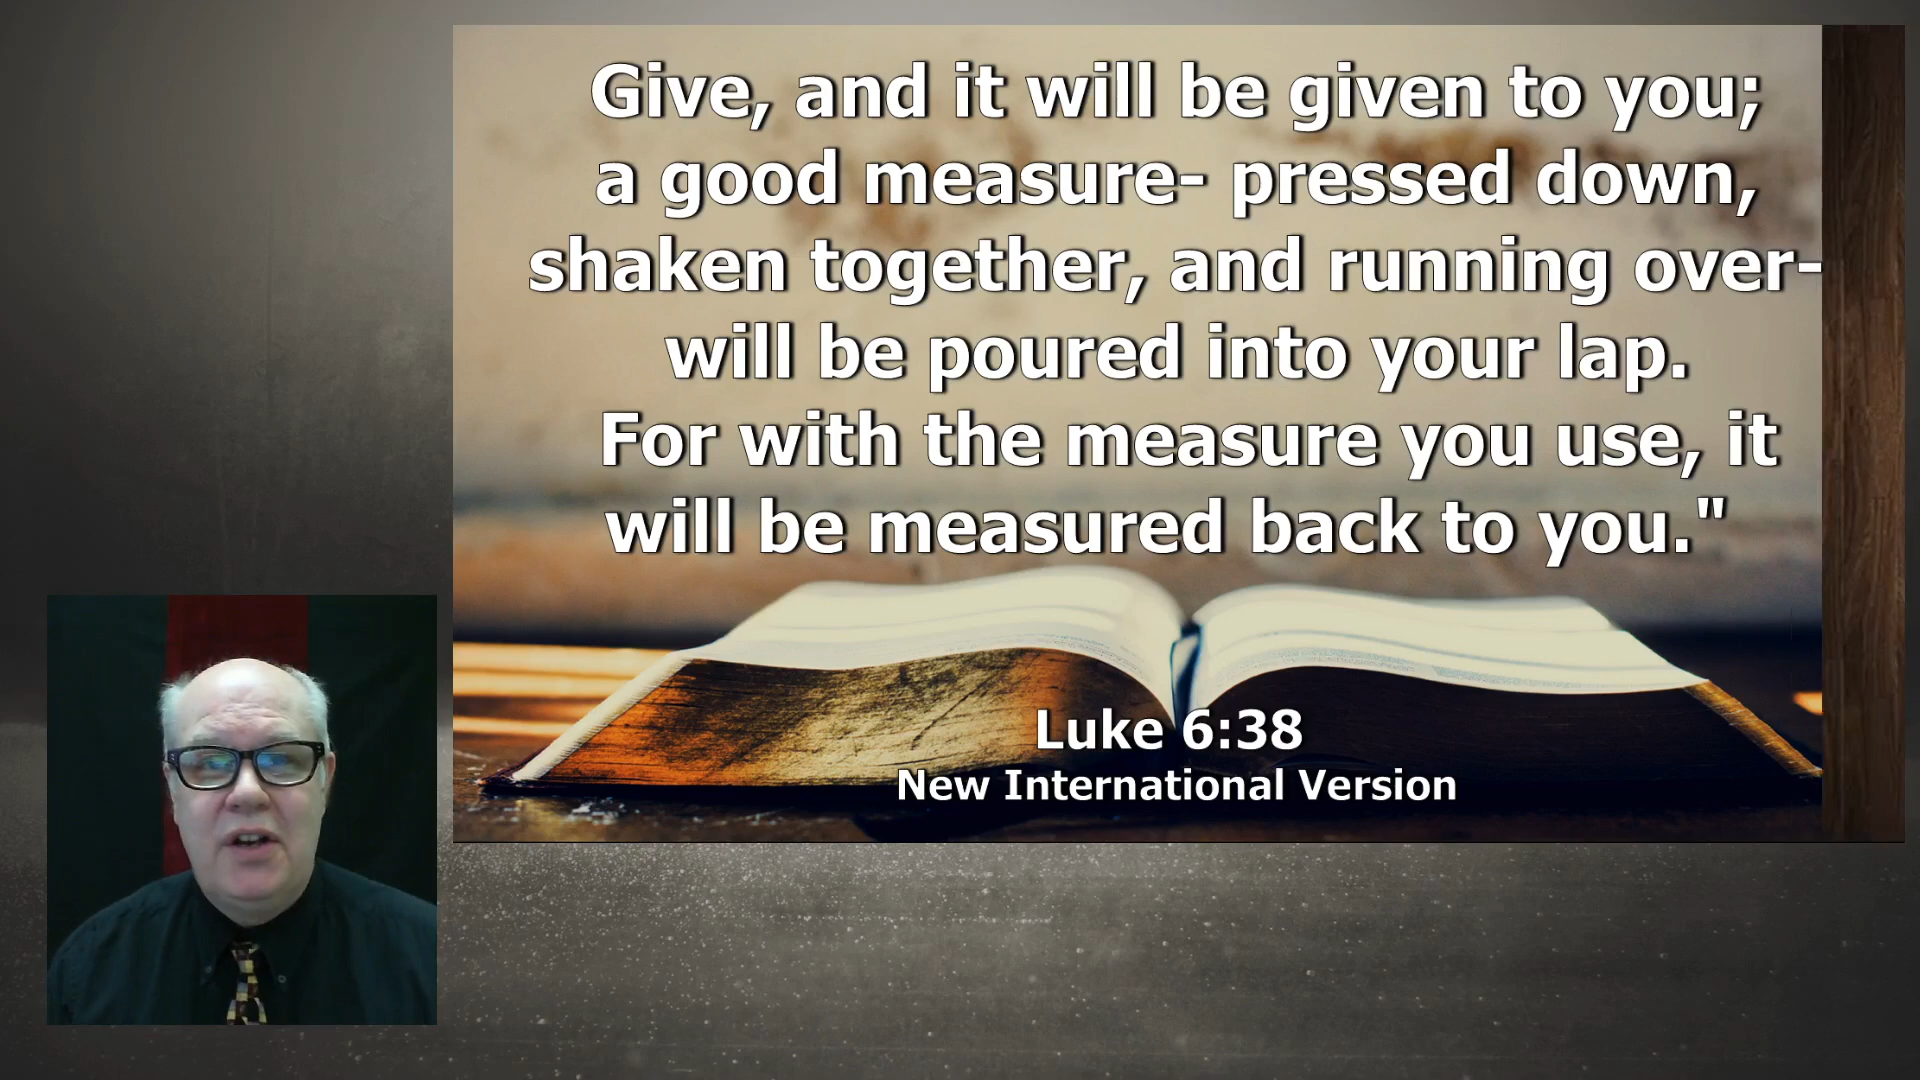 Give, and it will be given to you;
a good measure- pressed down,
shaken together, and running over-
will be poured into your lap.
For with the measure you use, it
will be measured back to you."
Luke 6:38
New International Version